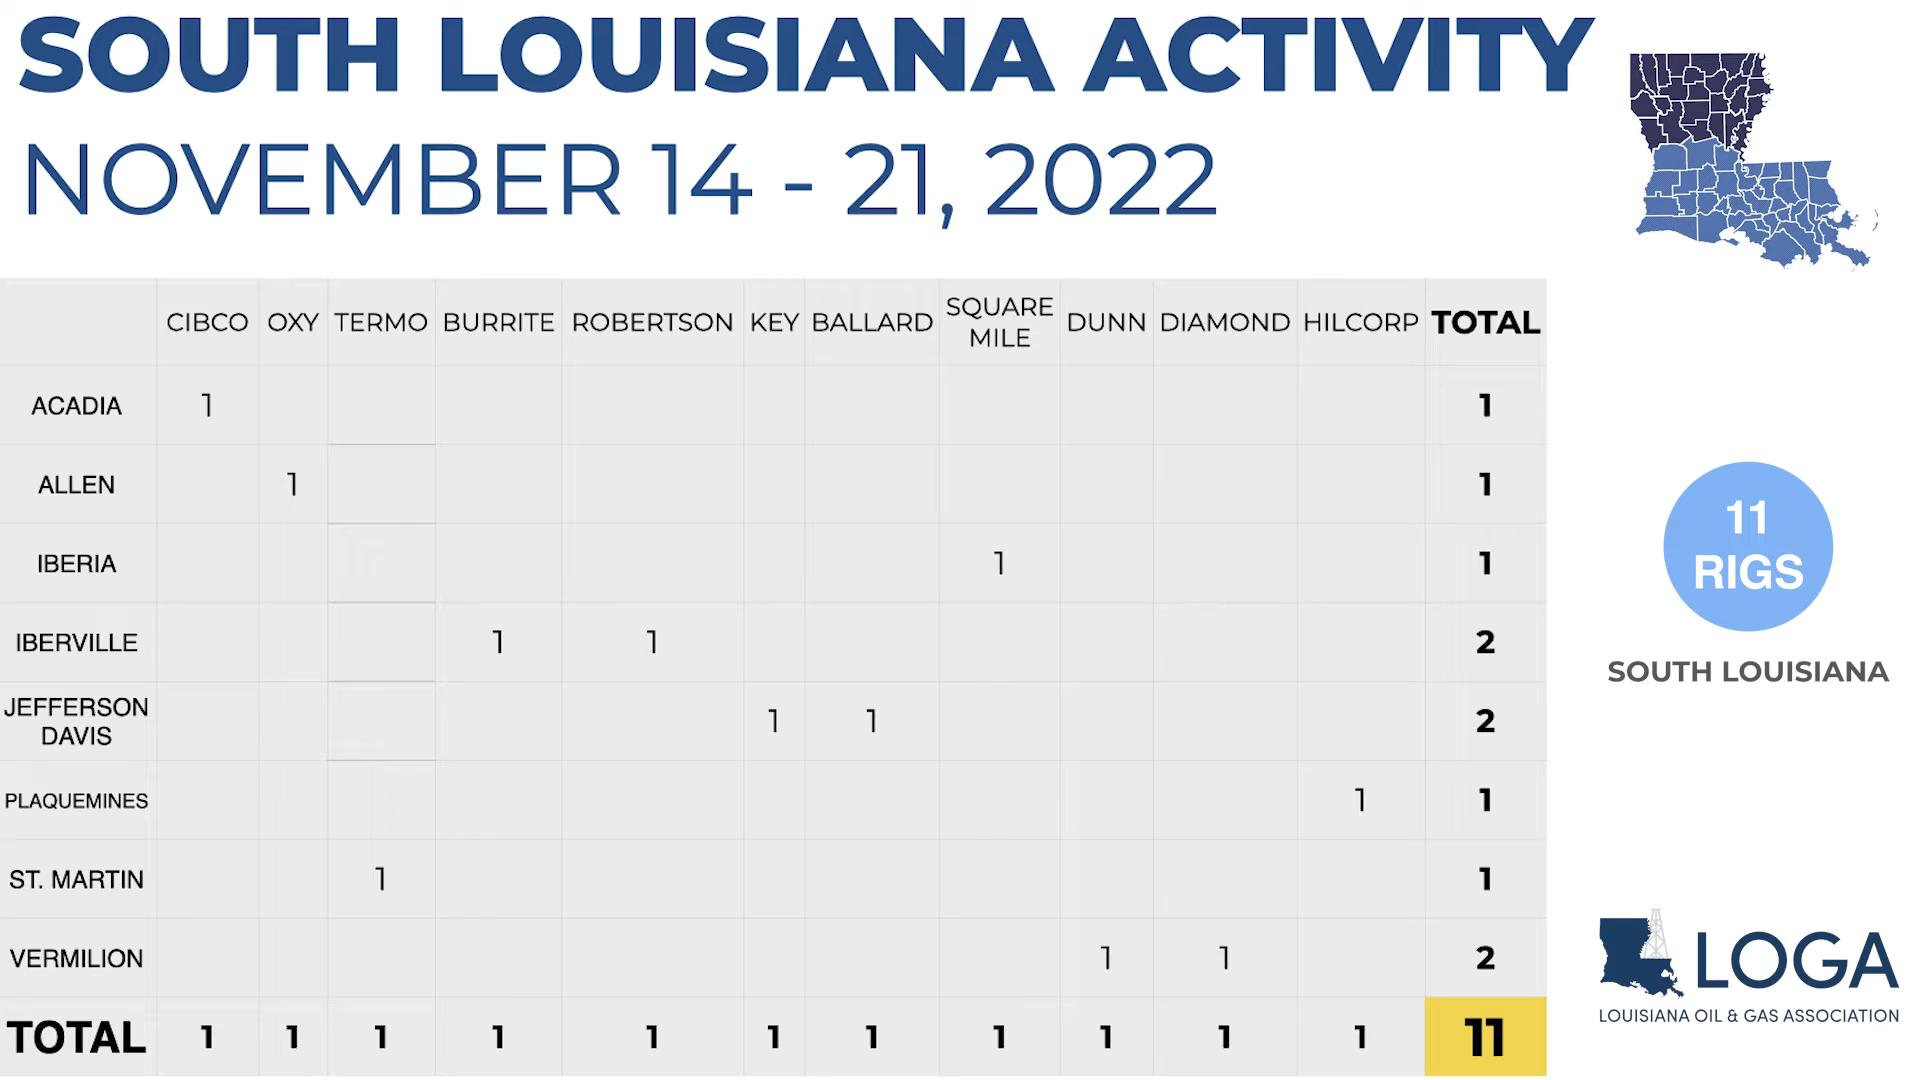 SOUTH LOUISIANA ACTIVITY
NOVEMBER 14 - 21, 2022
CIBCO OXY TERMO BURRITE ROBERTSON KEY BALLARD SQUARE MILE DUNN DIAMOND HILCORP TOTAL
ACADIA 1 1
ALLEN 1 1
IBERIA 1 1
IBERVILLE 1 1 2
JEFFERSON DAVIS 1 1 2
PLAQUEMINES 1 1
ST. MARTIN 1 1
VERMILION 1 1 2
TOTAL 1 1 1 1 1 1 1 1 1 1 1 11
11
RIGS
SOUTH LOUISIANA
LOGA
LOUISIANA OIL & GAS ASSOCIATION